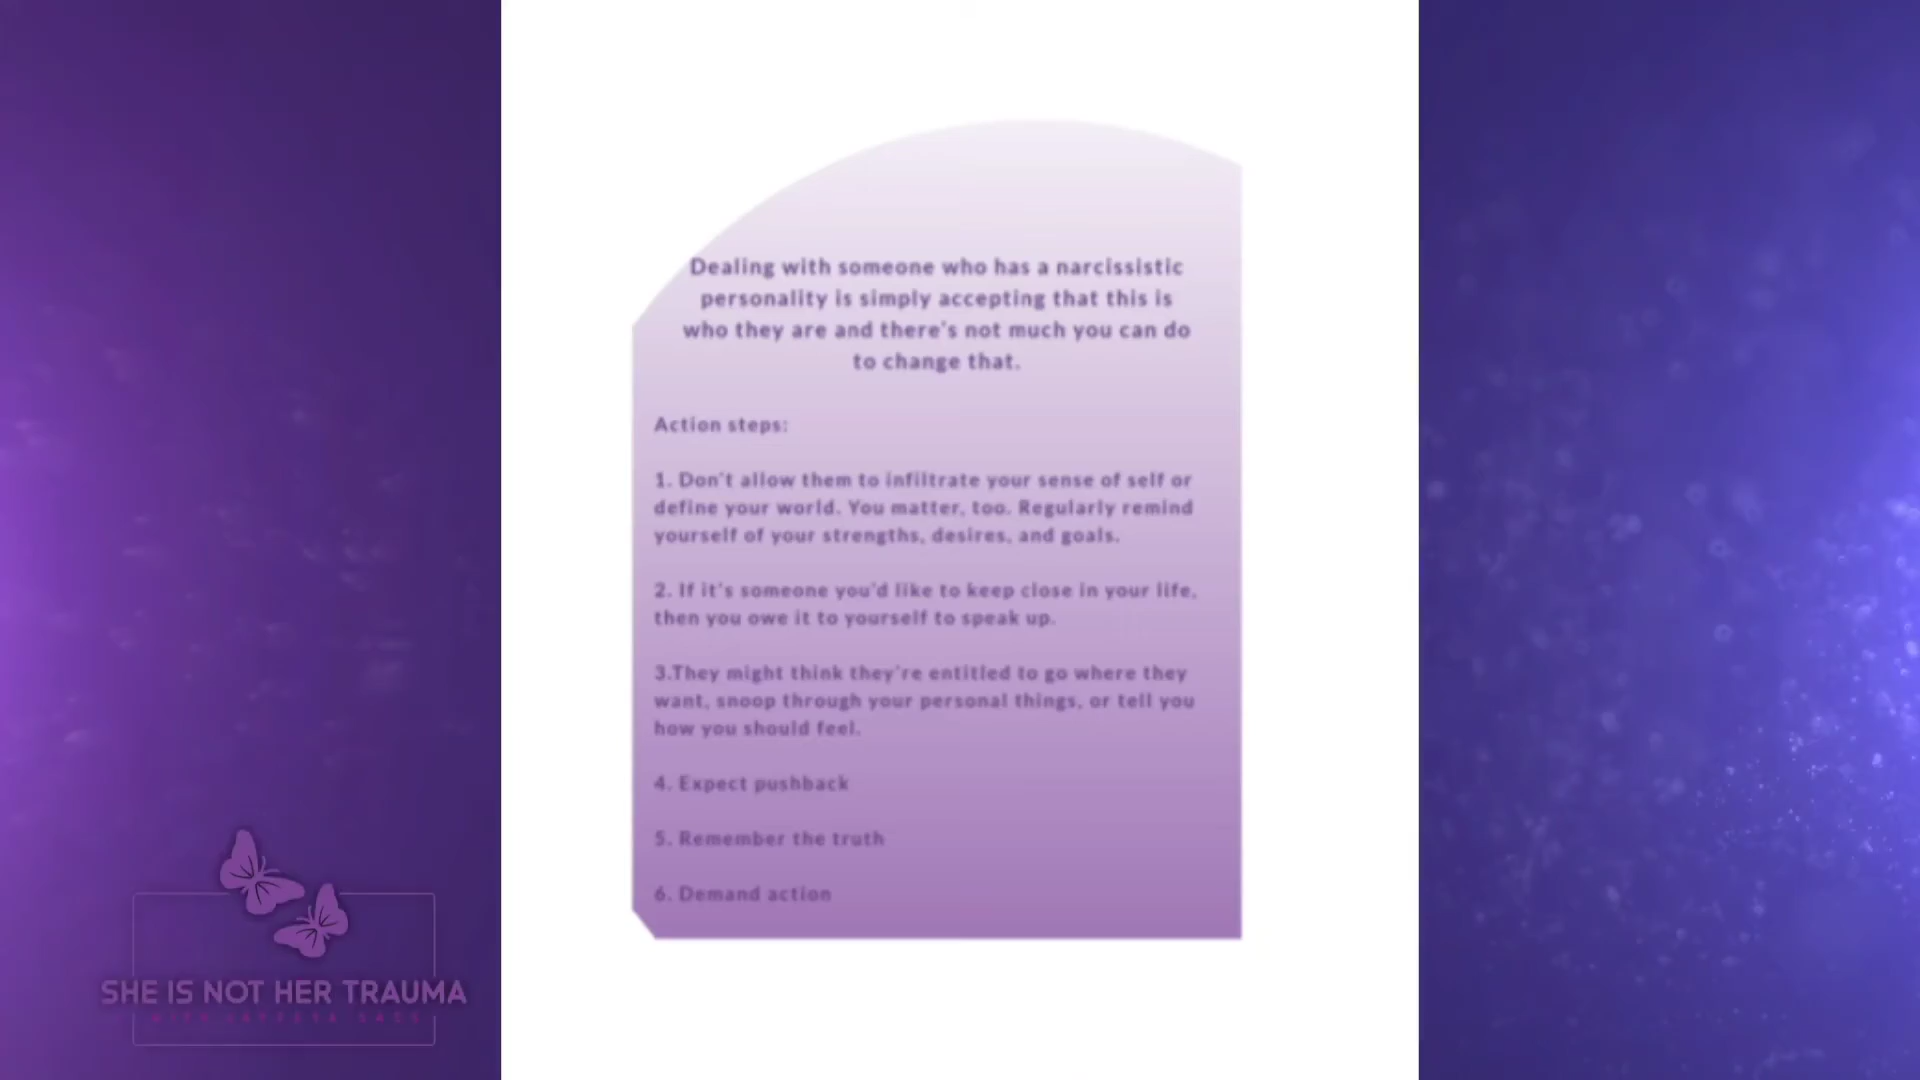 Dealing with someone who has a narcissistic
personality is simply accepting that this is
who they are and there's not much you can do
to change that.
Action steps:
1. Don't allow them to infiltrate your sense of self or
define your world. You matter, too. Regularly remind
yourself of your strengths, desires, and goals.
2. If it's someone you'd like to keep close in your life,
then you owe it to yourself to speak up.
3.They might think they're entitled to go where they
want, snoop through your personal things, or tell you
how you should feel.
4. Expect pushback
5. Remember the truth
6. Demand action
SHE IS NOT HER TRAUMA
WITH